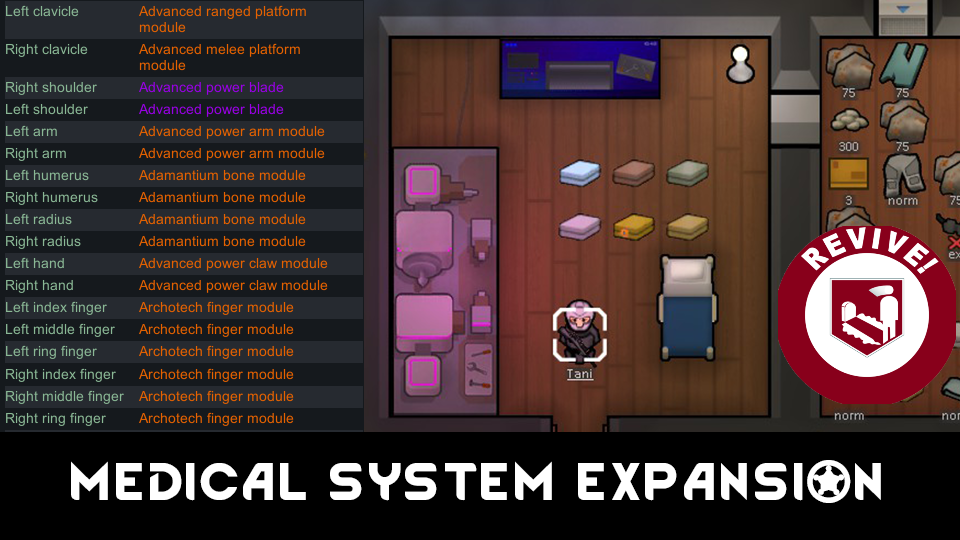 Left clavicle Advanced ranged platform
module
Right clavicle Advanced melee platform
module
Right shoulder Advanced power blade
Left shoulder Advanced power blade
Left arm Advanced power arm module
Right arm Advanced power arm module
Left humerus Adamantium bone module
Right humerus Adamantium bone module
Left radius Adamantium bone module
Right radius Adamantium bone module
Left hand Advanced power claw module
Right hand Advanced power claw module
Left index finger Archotech finger module
Left middle finger Archotech finger module
Left ring finger Archotech finger module
Right index finger Archotech finger module
Right middle finger Archotech finger module
Right ring finger Archotech finger module
Tani
75 75
300 75
3 norm 75
ex
REVIVE!
norm nor
MEDICAL SYSTEM EXPANSION